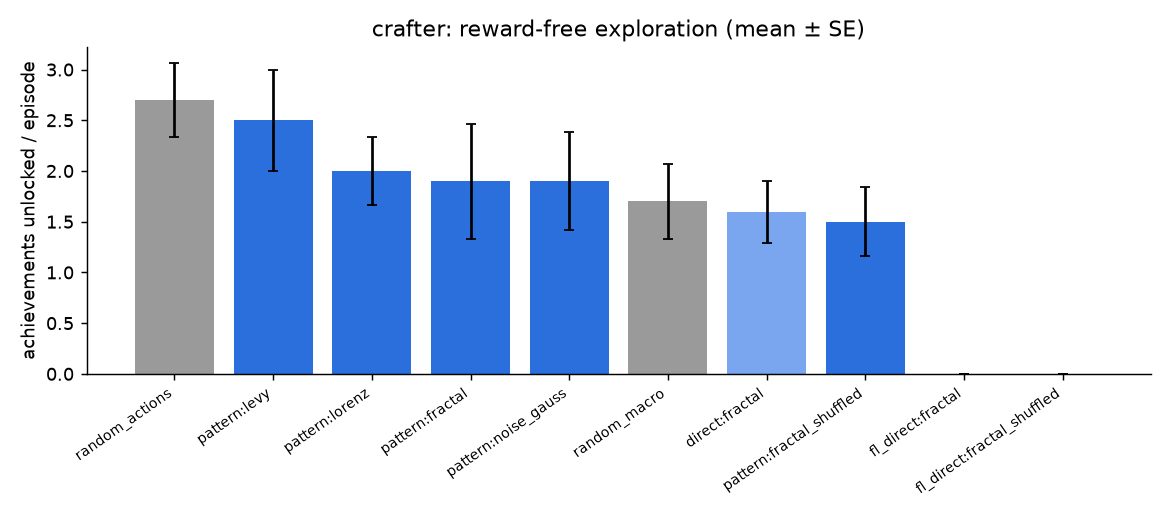 crafter: reward-free exploration (mean ± SE)
achievements unlocked / episode
3.0
2.5
2.0
1.5
1.0
0.5
0.0
random_actions
pattern:levy
pattern:lorenz
pattern:fractal
pattern:noise_gauss
random_macro
direct:fractal
pattern:fractal_shuffled
fl_direct:fractal
fl_direct:fractal_shuffled